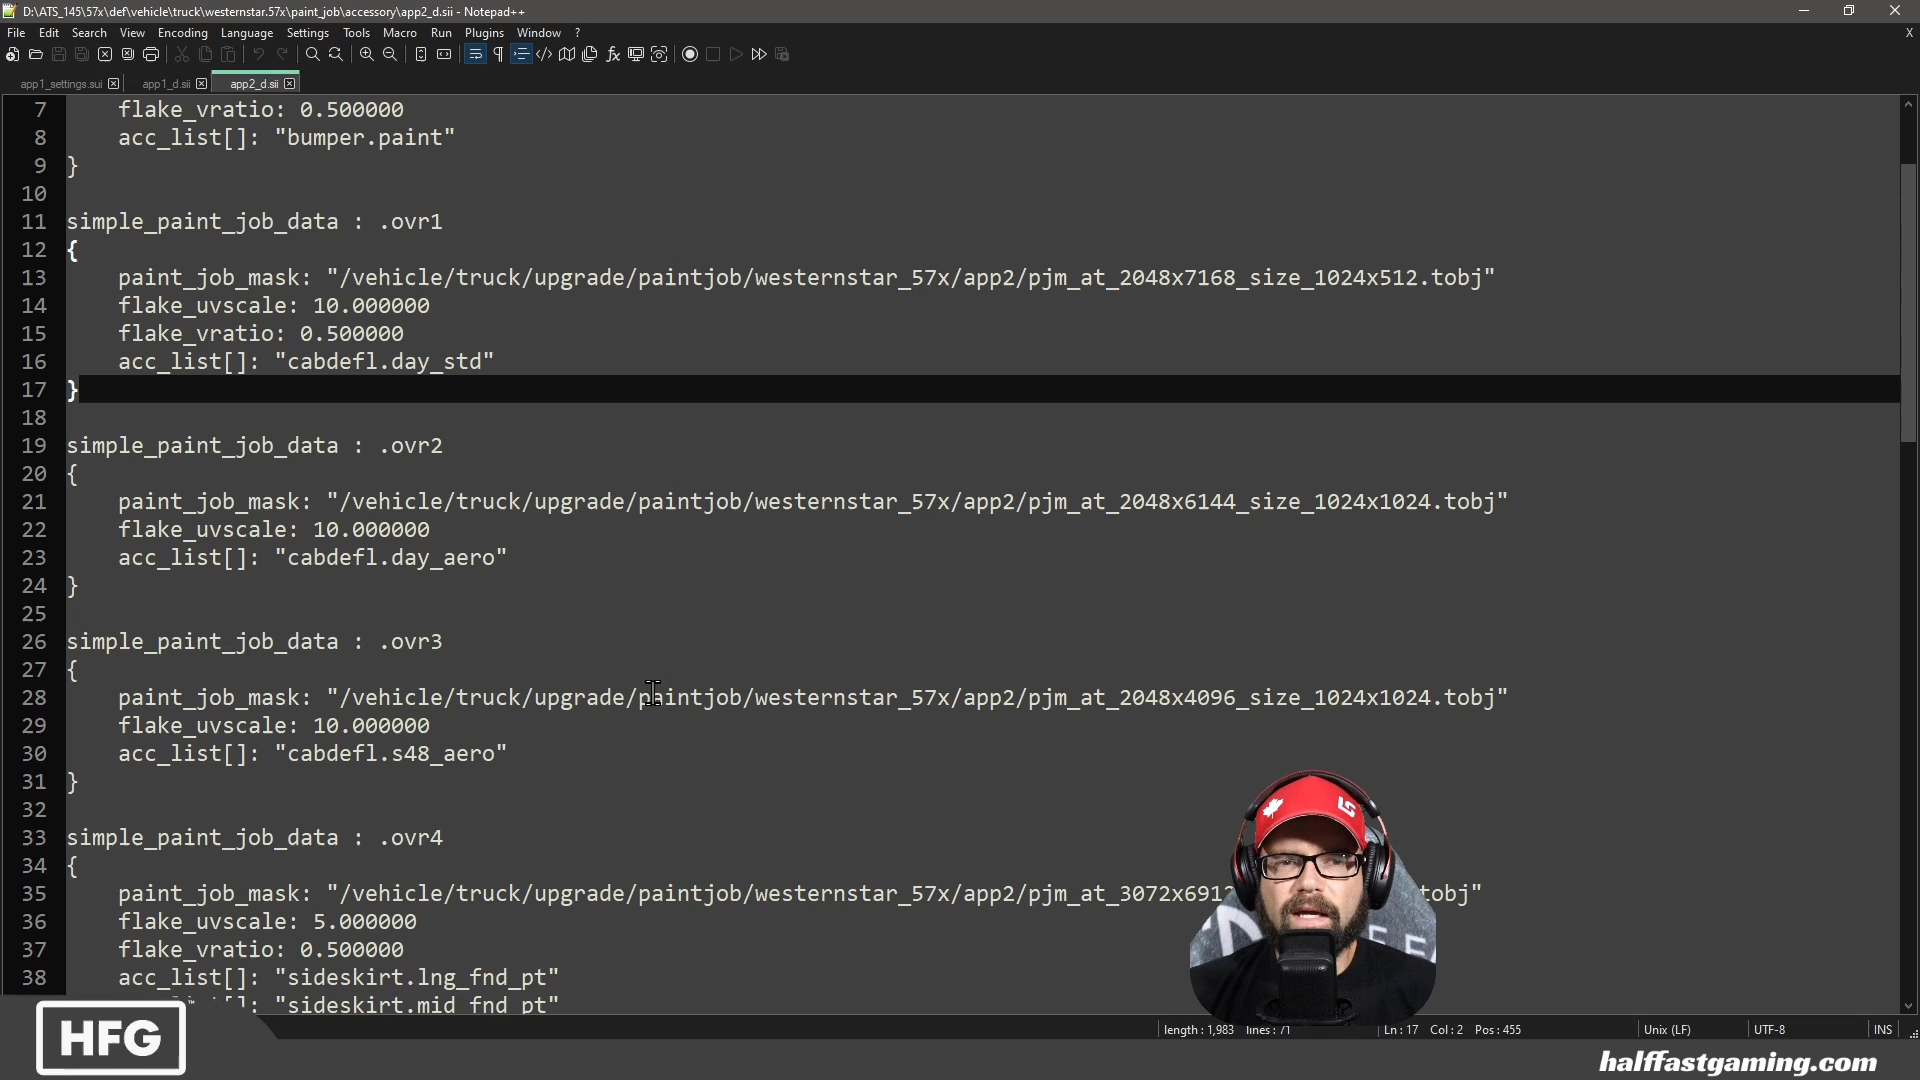 D:\ATS_145\57x\def\vehicle\truck\westernstar.57x\paint_job\accessory\app2_d.sii - Notepad++
File Edit Search View Encoding Language Settings Tools Macro Run Plugins Window ? X
app1_settings.sui app1_d.sii app2_d.sii
7 flake_vratio: 0.500000
8 acc_list[]: "bumper.paint"
9 }
10
11 simple_paint_job_data : .ovr1
12 {
13 paint_job_mask: "/vehicle/truck/upgrade/paintjob/westernstar_57x/app2/pjm_at_2048x7168_size_1024x512.tobj"
14 flake_uvscale: 10.000000
15 flake_vratio: 0.500000
16 acc_list[]: "cabdefl.day_std"
17 }
18
19 simple_paint_job_data : .ovr2
20 {
21 paint_job_mask: "/vehicle/truck/upgrade/paintjob/westernstar_57x/app2/pjm_at_2048x6144_size_1024x1024.tobj"
22 flake_uvscale: 10.000000
23 acc_list[]: "cabdefl.day_aero"
24 }
25
26 simple_paint_job_data : .ovr3
27 {
28 paint_job_mask: "/vehicle/truck/upgrade/paintjob/westernstar_57x/app2/pjm_at_2048x4096_size_1024x1024.tobj"
29 flake_uvscale: 10.000000
30 acc_list[]: "cabdefl.s48_aero"
31 }
32
33 simple_paint_job_data : .ovr4
34 {
35 paint_job_mask: "/vehicle/truck/upgrade/paintjob/westernstar_57x/app2/pjm_at_3072x691 tobj"
36 flake_uvscale: 5.000000
37 flake_vratio: 0.500000
38 acc_list[]: "sideskirt.lng_fnd_pt"
"sideskirt.mid_fnd_pt"
HFG
length : 1,983 lines : 71 Ln : 17 Col : 2 Pos : 455 Unix (LF) UTF-8 INS
halffastgaming.com